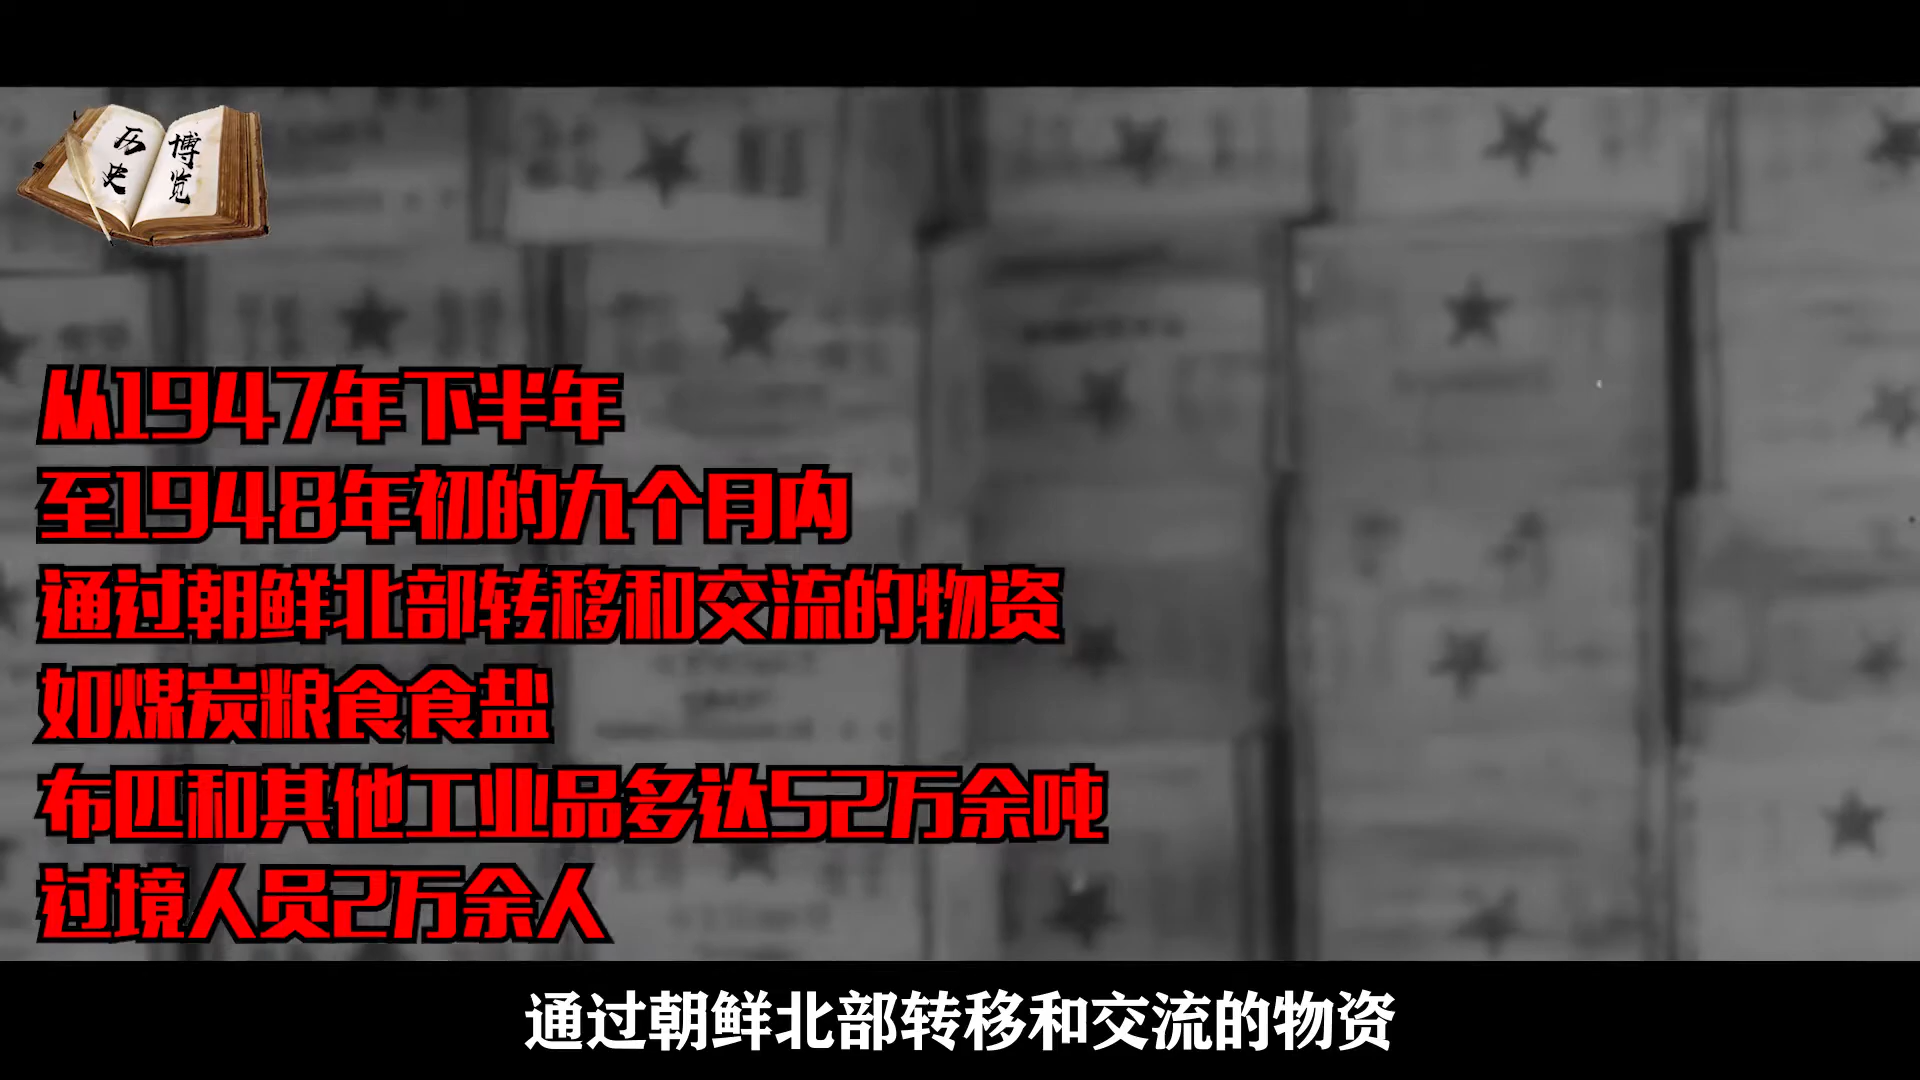 历史
博览
从1947年下半年
至1948年初的九个月内
通过朝鲜北部转移和交流的物资
如煤炭粮食食盐
布匹和其他工业品多达52万余吨
过境人员2万余人
通过朝鲜北部转移和交流的物资